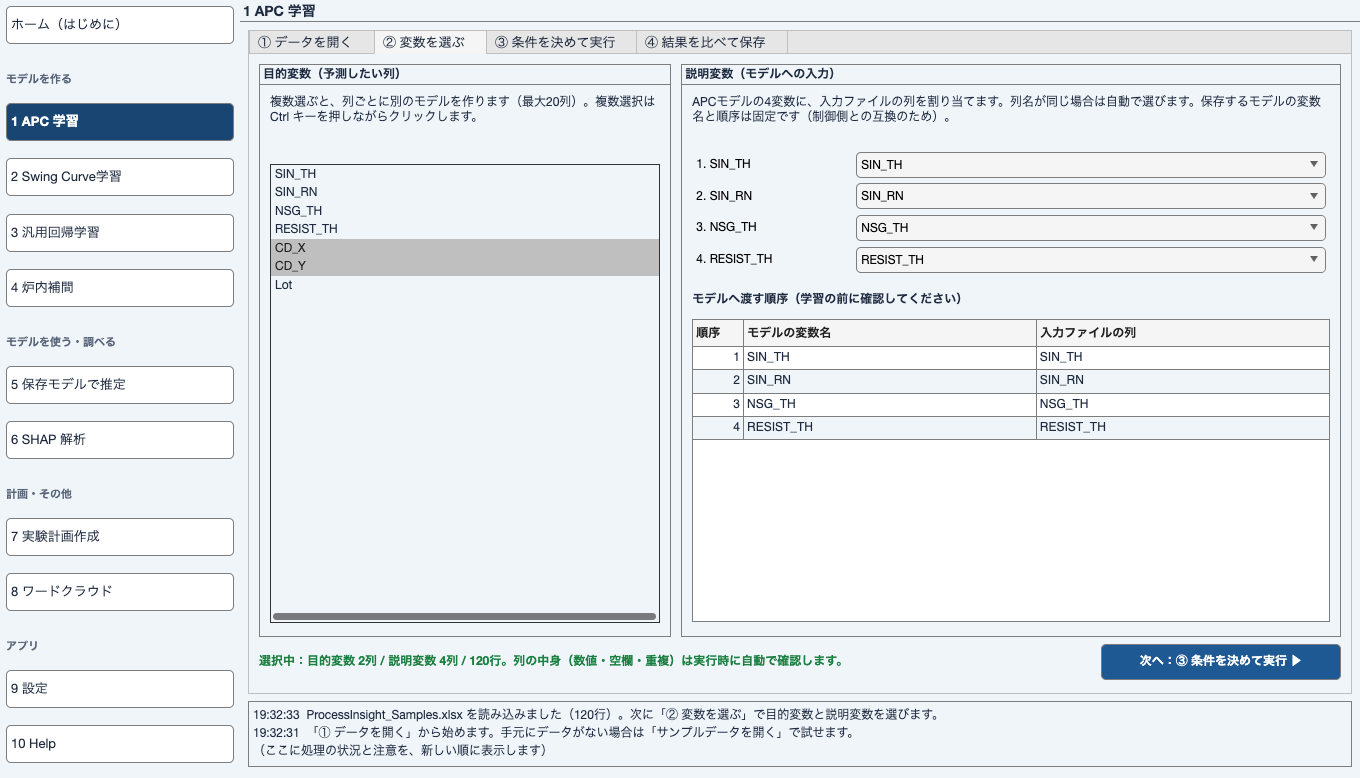 ホーム（はじめに）
モデルを作る
1 APC 学習
2 Swing Curve学習
3 汎用回帰学習
4 炉内補間
モデルを使う・調べる
5 保存モデルで推定
6 SHAP 解析
計画・その他
7 実験計画作成
8 ワードクラウド
アプリ
9 設定
10 Help
1 APC 学習
① データを開く
② 変数を選ぶ
③ 条件を決めて実行
④ 結果を比べて保存
目的変数（予測したい列）
複数選ぶと、列ごとに別のモデルを作ります（最大20列）。複数選択は
Ctrl キーを押しながらクリックします。
SIN_TH
SIN_RN
NSG_TH
RESIST_TH
CD_X
CD_Y
Lot
説明変数（モデルへの入力）
APCモデルの4変数に、入力ファイルの列を割り当てます。列名が同じ場合は自動で選びます。保存するモデルの変数
名と順序は固定です（制御側との互換のため）。
1. SIN_TH SIN_TH
2. SIN_RN SIN_RN
3. NSG_TH NSG_TH
4. RESIST_TH RESIST_TH
モデルへ渡す順序（学習の前に確認してください）
順序 モデルの変数名 入力ファイルの列
1 SIN_TH SIN_TH
2 SIN_RN SIN_RN
3 NSG_TH NSG_TH
4 RESIST_TH RESIST_TH
選択中：目的変数 2列 / 説明変数 4列 / 120行。列の中身（数値・空欄・重複）は実行時に自動で確認します。
次へ：③ 条件を決めて実行 ▶
19:32:33 ProcessInsight_Samples.xlsx を読み込みました（120行）。次に「② 変数を選ぶ」で目的変数と説明変数を選びます。
19:32:31 「① データを開く」から始めます。手元にデータがない場合は「サンプルデータを開く」で試せます。
（ここに処理の状況と注意を、新しい順に表示します）